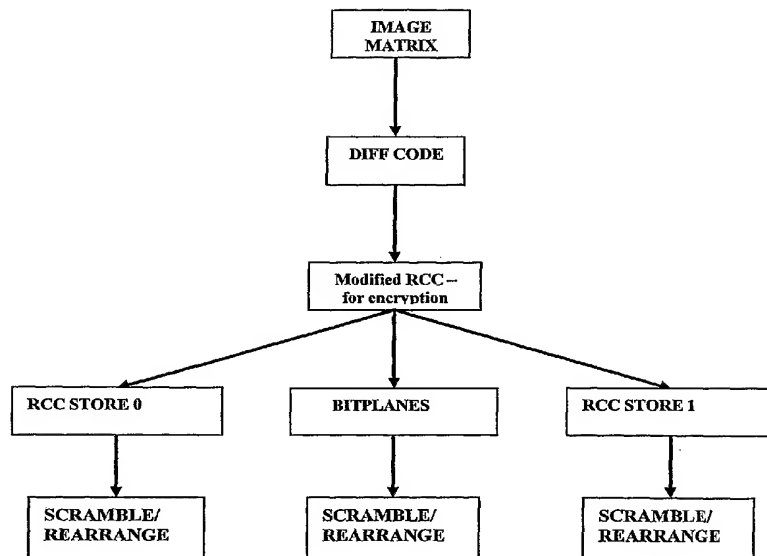 IMAGE
MATRIX
DIFF CODE
Modified RCC –
for encryption
RCC STORE 0
BITPLANES
RCC STORE 1
SCRAMBLE/
REARRANGE
SCRAMBLE/
REARRANGE
SCRAMBLE/
REARRANGE